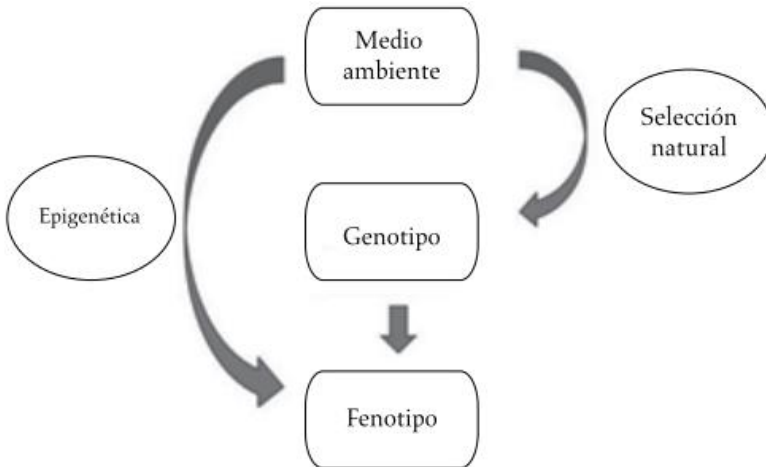 Medio
ambiente
Selección
natural
Epigenética
Genotipo
Fenotipo